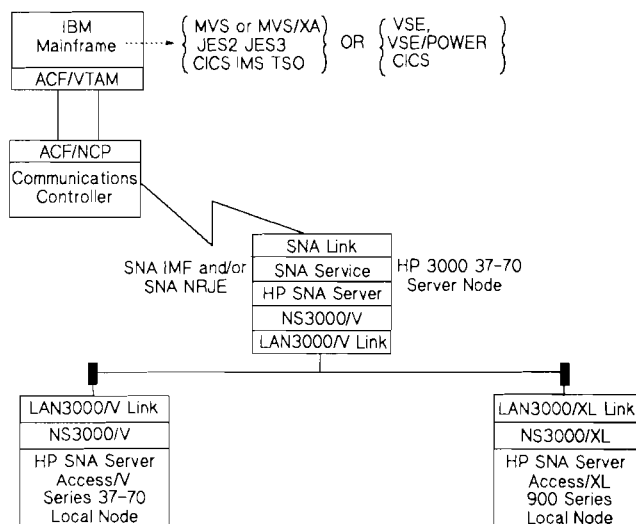 IBM
Mainframe
ACF/VTAM
MVS or MVS/XA
JES2 JES3
CICS IMS TSO
OR
VSE,
VSE/POWER
CICS
ACF/NCP
Communications
Controller
SNA IMF and/or
SNA NRJE
SNA Link
SNA Service
HP SNA Server
NS3000/V
LAN3000/V Link
HP 3000 37-70
Server Node
LAN3000/V Link
NS3000/V
HP SNA Server
Access/V
Series 37-70
Local Node
LAN3000/XL Link
NS3000/XL
HP SNA Server
Access/XL
900 Series
Local Node